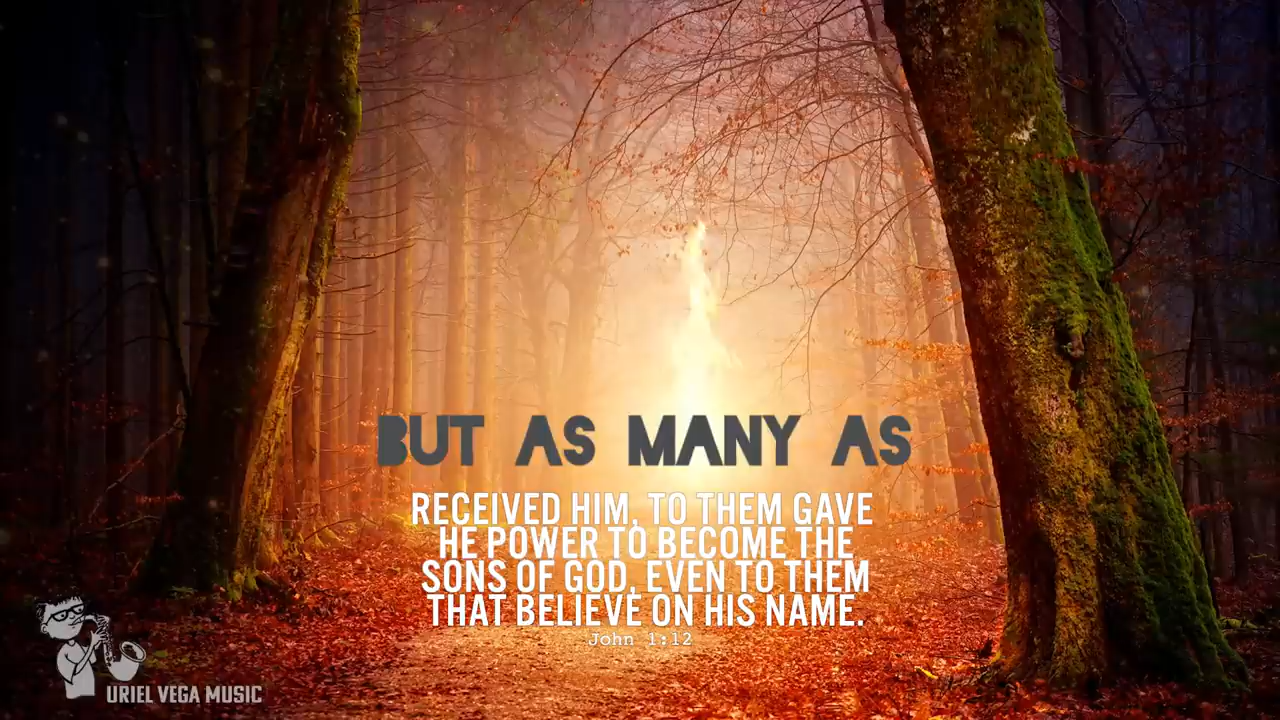 BUT AS MANY AS
RECEIVED HIM, TO THEM GAVE
HE POWER TO BECOME THE
SONS OF GOD, EVEN TO THEM
THAT BELIEVE ON HIS NAME.
John 1:12
URIEL VEGA MUSIC